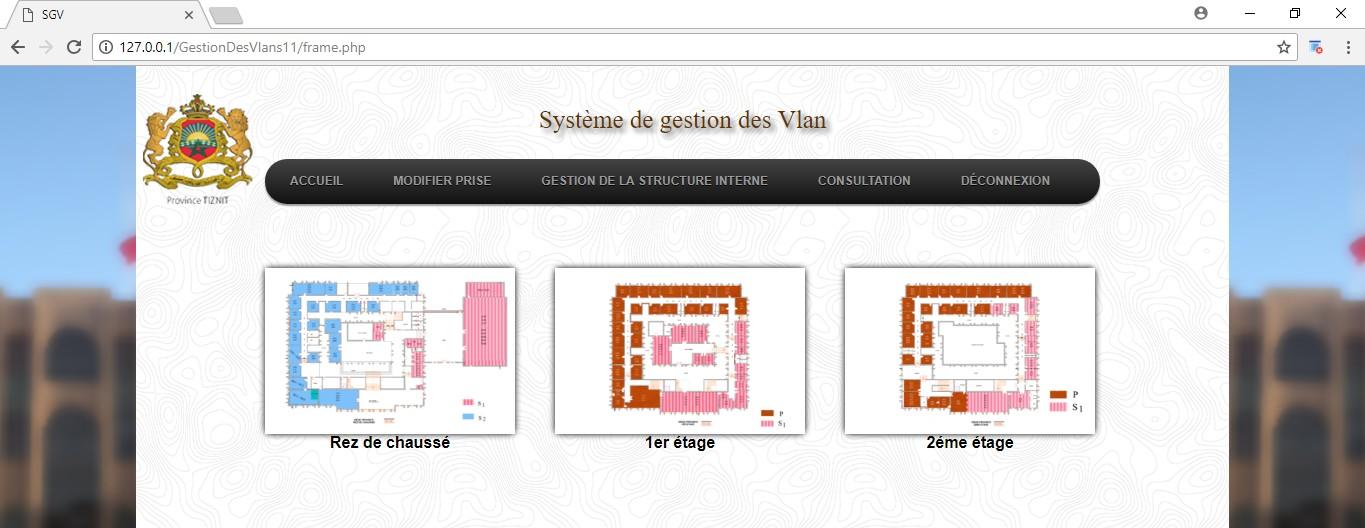 SGV
127.0.0.1/GestionDesVlans11/frame.php
Système de gestion des Vlan
Province TIZNIT
ACCUEIL MODIFIER PRISE GESTION DE LA STRUCTURE INTERNE CONSULTATION DÉCONNEXION
S1
S2
Rez de chaussé
P
S1
1er étage
P
S1
2éme étage